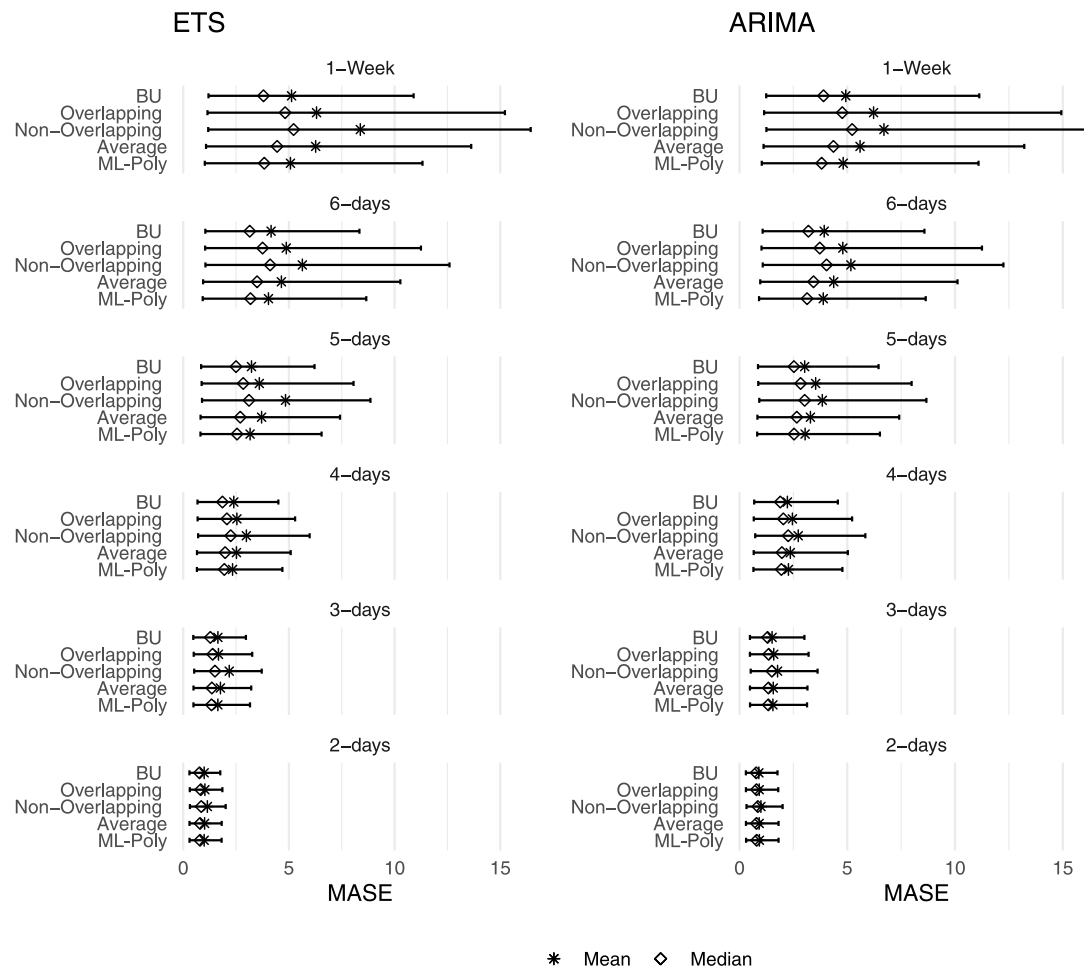 ETS
1−Week
BU
Overlapping
Non−Overlapping
Average
ML−Poly
6−days
BU
Overlapping
Non−Overlapping
Average
ML−Poly
5−days
BU
Overlapping
Non−Overlapping
Average
ML−Poly
4−days
BU
Overlapping
Non−Overlapping
Average
ML−Poly
3−days
BU
Overlapping
Non−Overlapping
Average
ML−Poly
2−days
BU
Overlapping
Non−Overlapping
Average
ML−Poly
0 5 10 15
MASE
ARIMA
1−Week
BU
Overlapping
Non−Overlapping
Average
ML−Poly
6−days
BU
Overlapping
Non−Overlapping
Average
ML−Poly
5−days
BU
Overlapping
Non−Overlapping
Average
ML−Poly
4−days
BU
Overlapping
Non−Overlapping
Average
ML−Poly
3−days
BU
Overlapping
Non−Overlapping
Average
ML−Poly
2−days
BU
Overlapping
Non−Overlapping
Average
ML−Poly
0 5 10 15
MASE
Mean Median